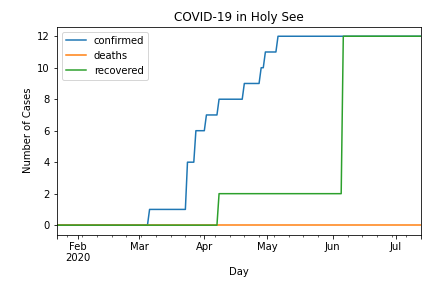 COVID-19 in Holy See
confirmed
deaths
recovered
Number of Cases
12
10
8
6
4
2
0
Feb Mar Apr May Jun Jul
2020
Day